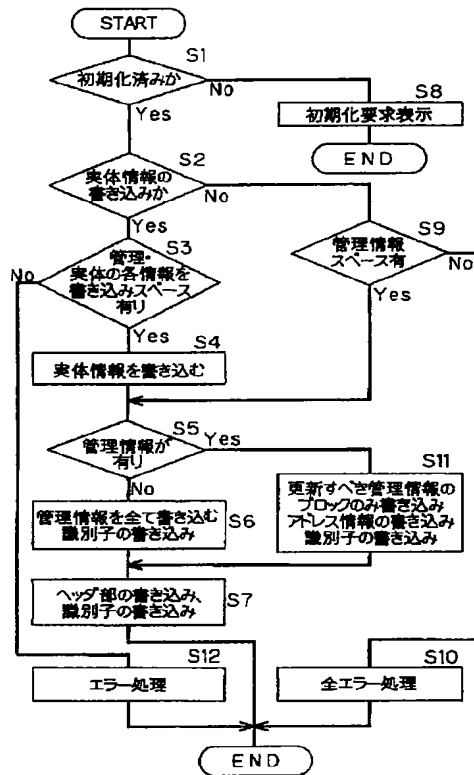 START
S1
初期化済みか
No
Yes
S8
初期化要求表示
END
S2
実体情報の
書き込みか
No
Yes
S3
S9
管理情報
スペース有
No
Yes
No
管理・
実体の各情報を
書き込みスペース
有り
Yes
S4
実体情報を書き込む
S5
Yes
管理情報が
有り
No
S11
更新すべき管理情報の
ブロックのみ書き込み
アドレス情報の書き込み
識別子の書き込み
管理情報を全て書き込む
識別子の書き込み
S6
ヘッダ部の書き込み、
識別子の書き込み
S7
S12
エラー処理
S10
全エラー処理
END